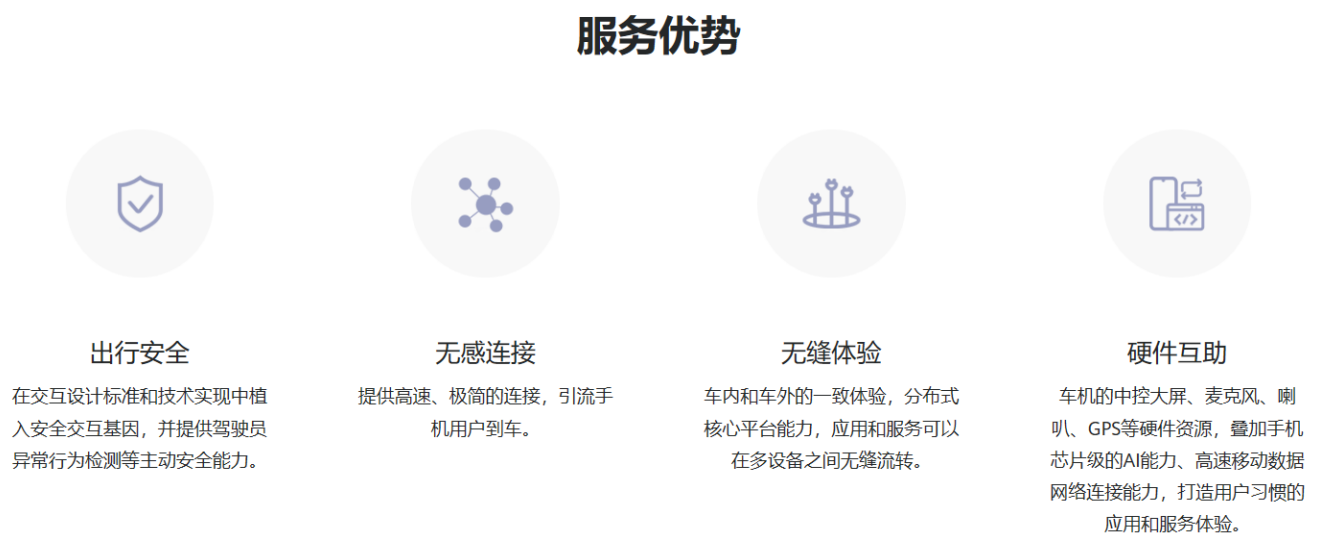 服务优势
出行安全
在交互设计标准和技术实现中植
入安全交互基因，并提供驾驶员
异常行为检测等主动安全能力。
无感连接
提供高速、极简的连接，引流手
机用户到车。
无缝体验
车内和车外的一致体验，分布式
核心平台能力，应用和服务可以
在多设备之间无缝流转。
硬件互助
车机的中控大屏、麦克风、喇
叭、GPS等硬件资源，叠加手机
芯片级的AI能力、高速移动数据
网络连接能力，打造用户习惯的
应用和服务体验。